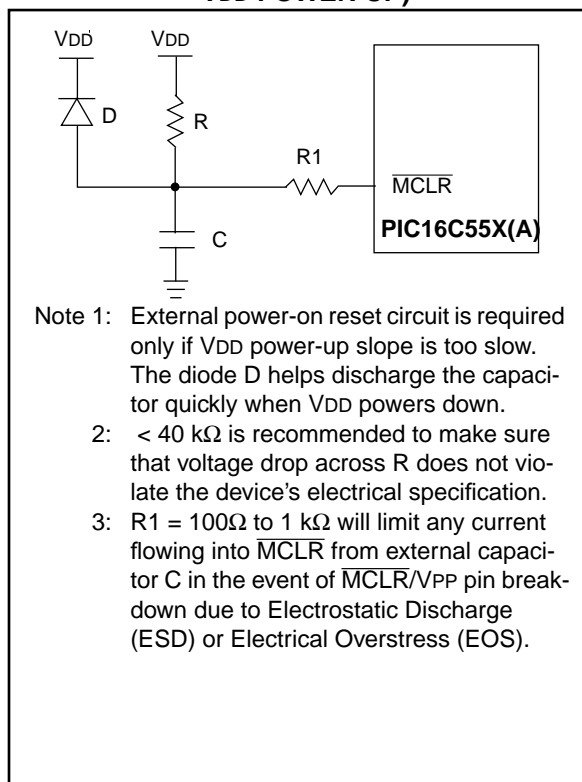 VDD POWER-UP)
VDD VDD
D
R
R1
MCLR
PIC16C55X(A)
C
Note 1: External power-on reset circuit is required
only if VDD power-up slope is too slow.
The diode D helps discharge the capaci-
tor quickly when VDD powers down.
2: < 40 kΩ is recommended to make sure
that voltage drop across R does not vio-
late the device's electrical specification.
3: R1 = 100Ω to 1 kΩ will limit any current
flowing into MCLR from external capaci-
tor C in the event of MCLR/VPP pin break-
down due to Electrostatic Discharge
(ESD) or Electrical Overstress (EOS).